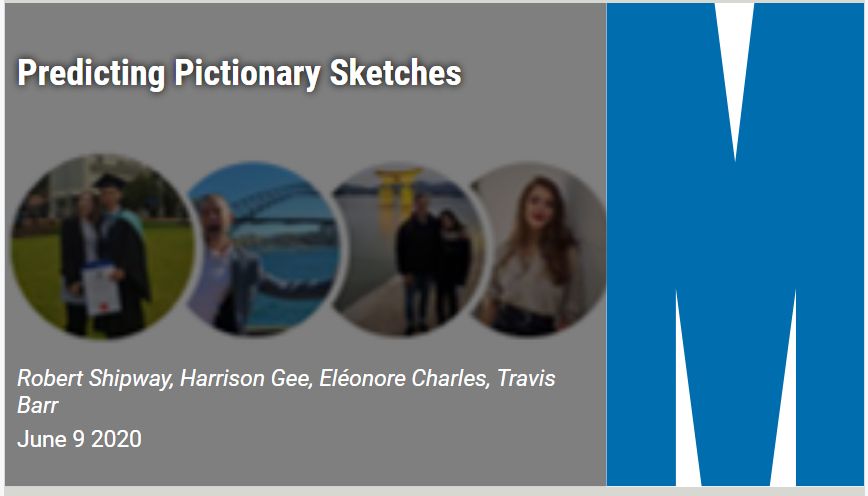 Predicting Pictionary Sketches
Robert Shipway, Harrison Gee, Eléonore Charles, Travis
Barr
June 9 2020